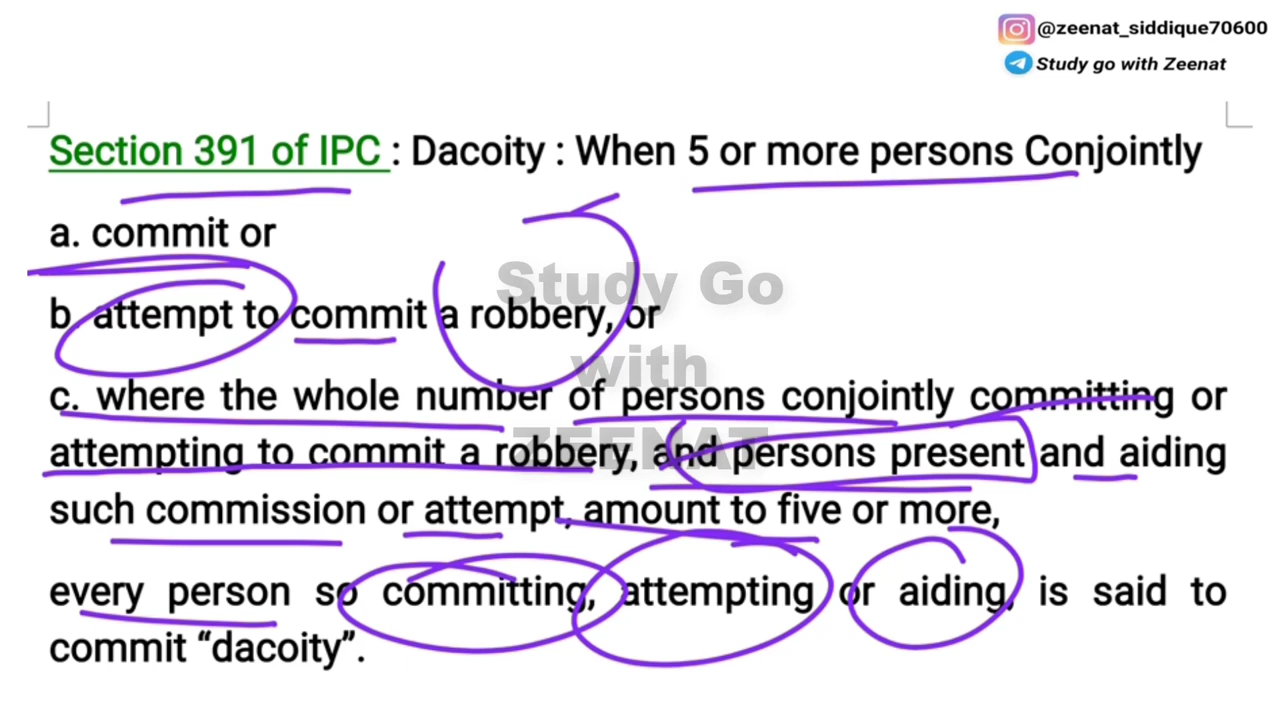 @zeenat_siddique70600
Study go with Zeenat
Section 391 of IPC : Dacoity : When 5 or more persons Conjointly
a. commit or
b. attempt to commit a robbery, or
c. where the whole number of persons conjointly committing or
attempting to commit a robbery, and persons present and aiding
such commission or attempt, amount to five or more,
every person so committing, attempting or aiding, is said to
commit “dacoity”.
Study Go
with
ZEENAT